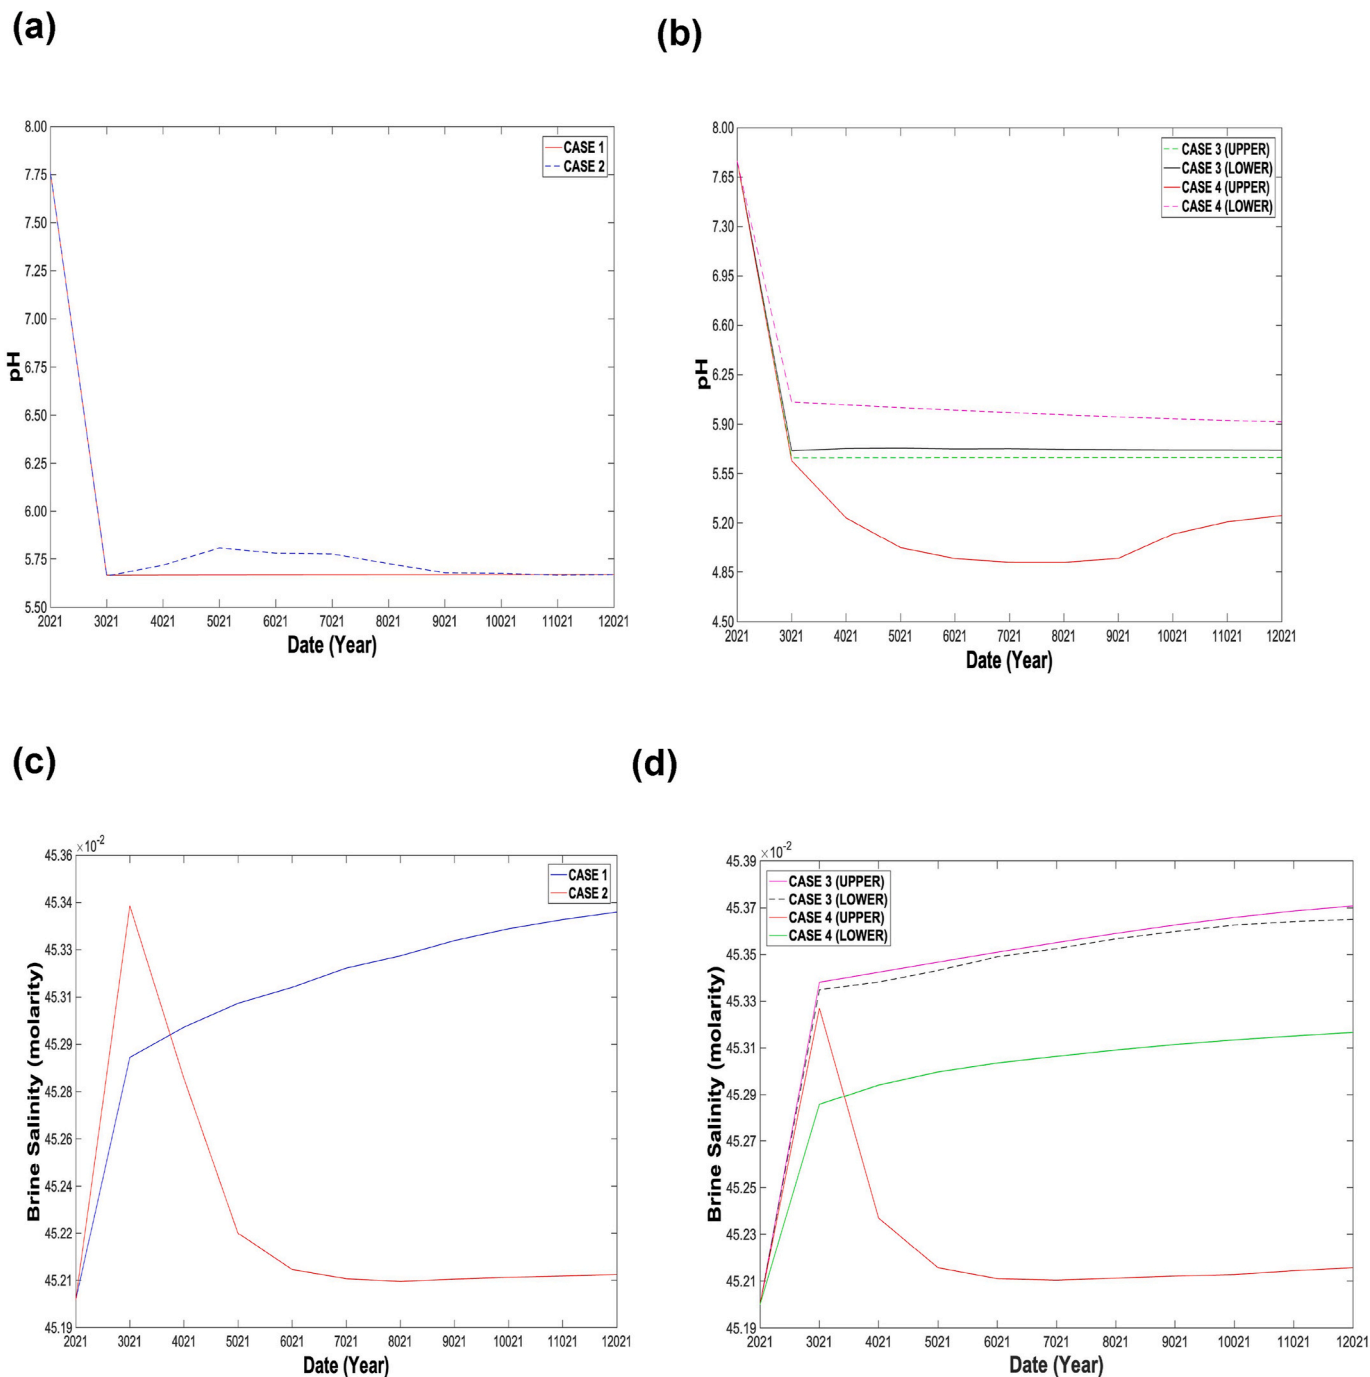 (a)
8.00
7.75
7.50
7.25
7.00
6.75
6.50
6.25
6.00
5.75
5.50
pH
2021 3021 4021 5021 6021 7021 8021 9021 10021 11021 12021
Date (Year)
CASE 1
CASE 2
(b)
8.00
7.65
7.30
6.95
6.60
6.25
5.90
5.55
5.20
4.85
4.50
pH
2021 3021 4021 5021 6021 7021 8021 9021 10021 11021 12021
Date (Year)
CASE 3 (UPPER)
CASE 3 (LOWER)
CASE 4 (UPPER)
CASE 4 (LOWER)
(c)
×10-2
45.36
45.34
45.33
45.31
45.29
45.28
45.26
45.24
45.22
45.21
45.19
Brine Salinity (molarity)
2021 3021 4021 5021 6021 7021 8021 9021 10021 11021 12021
Date (Year)
CASE 1
CASE 2
(d)
×10-2
45.39
45.37
45.35
45.33
45.31
45.29
45.27
45.25
45.23
45.21
45.19
Brine Salinity (molarity)
2021 3021 4021 5021 6021 7021 8021 9021 10021 11021 12021
Date (Year)
CASE 3 (UPPER)
CASE 3 (LOWER)
CASE 4 (UPPER)
CASE 4 (LOWER)